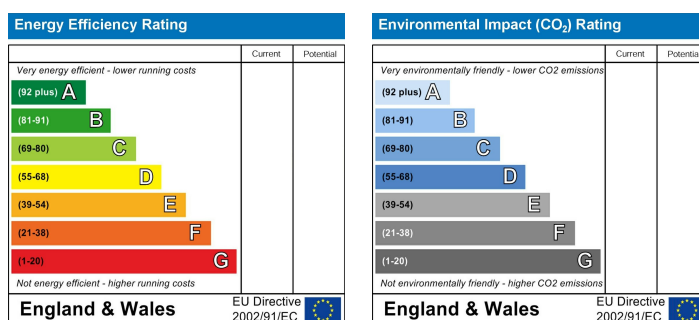 Energy Efficiency Rating
Current Potential
Very energy efficient - lower running costs
(92 plus) A
(81-91) B
(69-80) C
(55-68) D
(39-54) E
(21-38) F
(1-20) G
Not energy efficient - higher running costs
England & Wales
EU Directive
2002/91/EC
Environmental Impact (CO₂) Rating
Current Potential
Very environmentally friendly - lower CO2 emissions
(92 plus) A
(81-91) B
(69-80) C
(55-68) D
(39-54) E
(21-38) F
(1-20) G
Not environmentally friendly - higher CO2 emissions
England & Wales
EU Directive
2002/91/EC